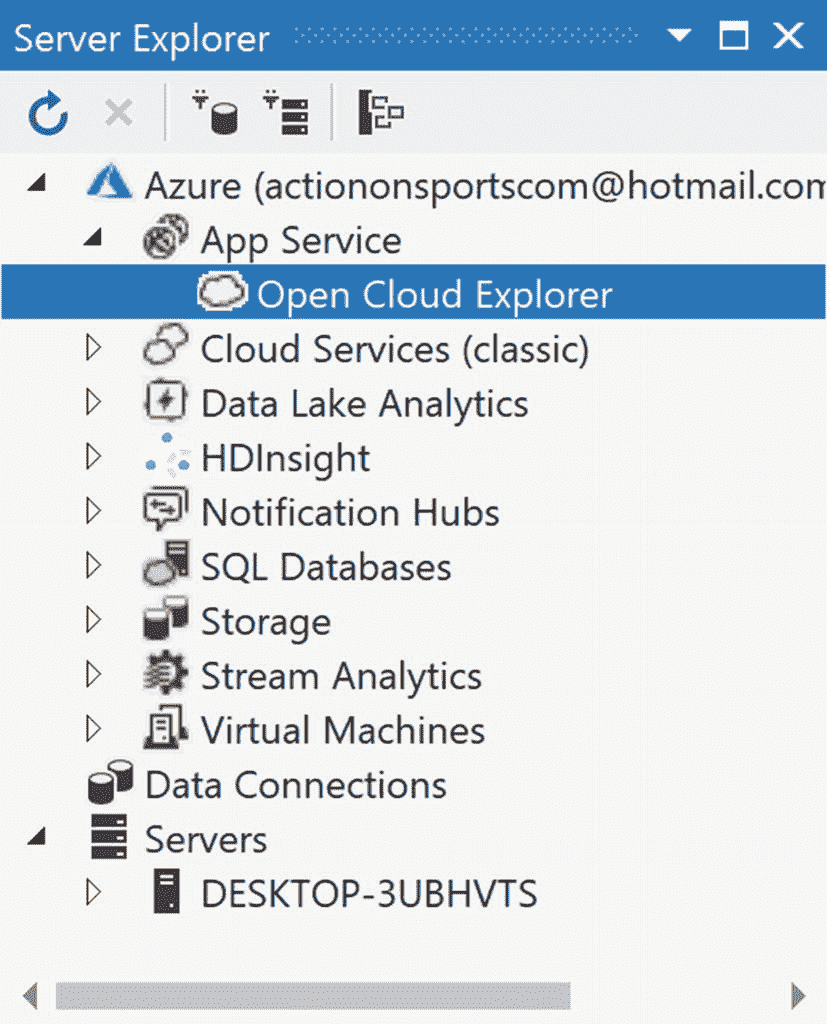 Server Explorer
Azure (actiononsportscom@hotmail.com
App Service
Open Cloud Explorer
Cloud Services (classic)
Data Lake Analytics
HDInsight
Notification Hubs
SQL Databases
Storage
Stream Analytics
Virtual Machines
Data Connections
Servers
DESKTOP-3UBHVTS